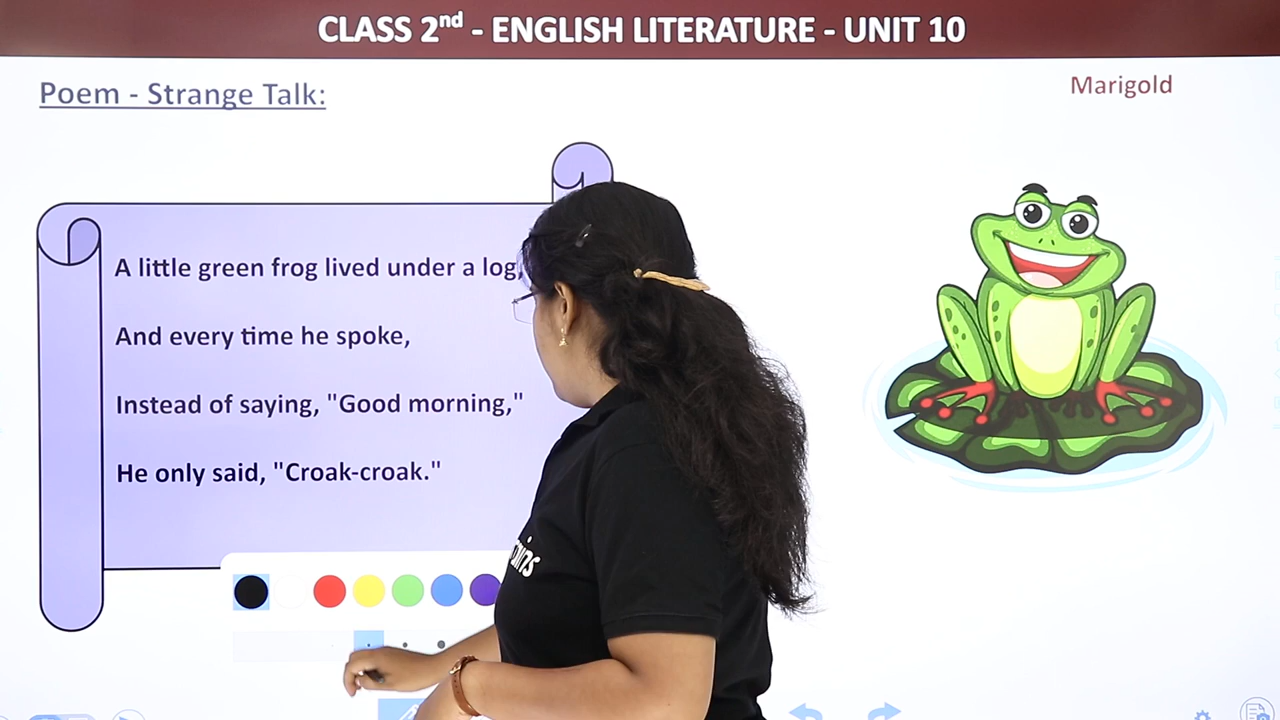 CLASS 2nd - ENGLISH LITERATURE - UNIT 10
Poem - Strange Talk:
Marigold
A little green frog lived under a log,
And every time he spoke,
Instead of saying, "Good morning,"
He only said, "Croak-croak."